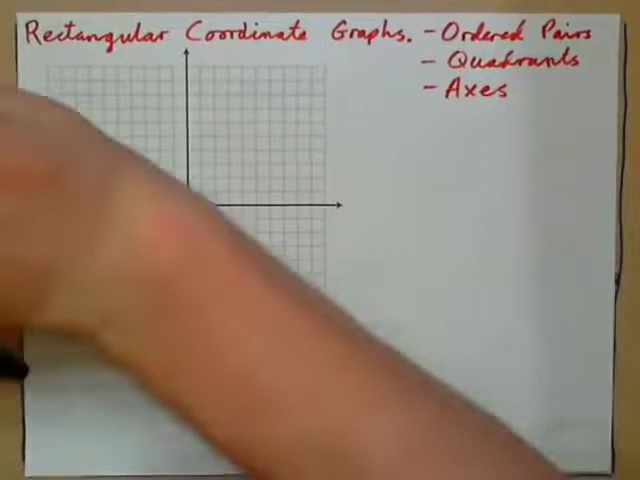 Rectangular Coordinate Graphs. - Ordered Pairs
- Quadrants
- Axes